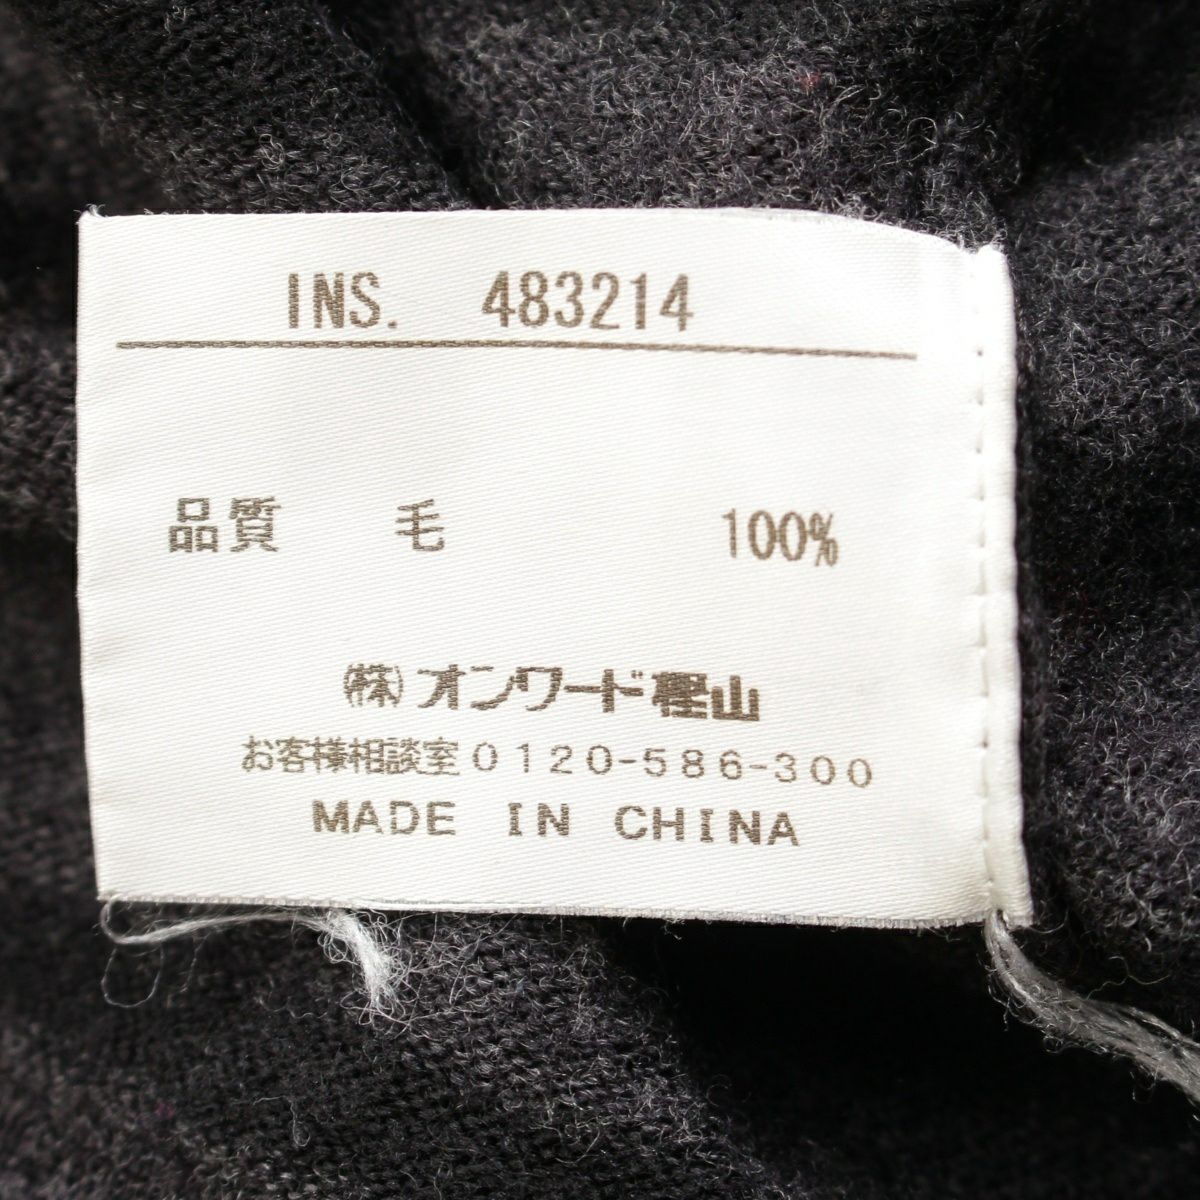 INS. 483214
品質 毛 100%
㈱オンワード樫山
お客様相談室0120-586-300
MADE IN CHINA